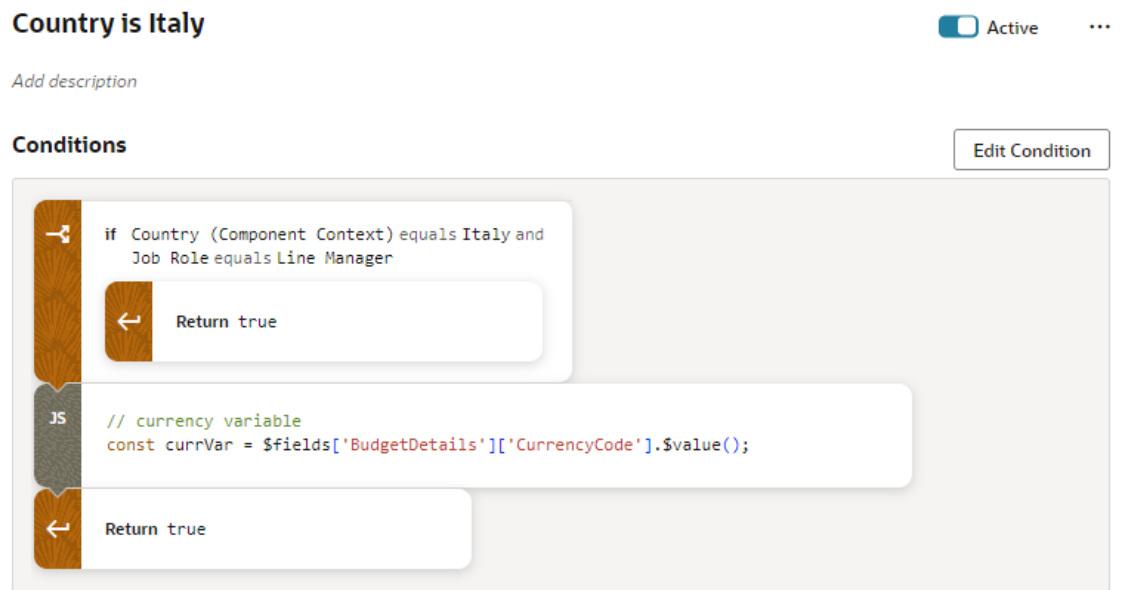 Country is Italy
Active
Add description
Conditions
Edit Condition
if Country (Component Context) equals Italy and
Job Role equals Line Manager
Return true
JS
// currency variable
const currVar = $fields['BudgetDetails']['CurrencyCode'].$value();
Return true